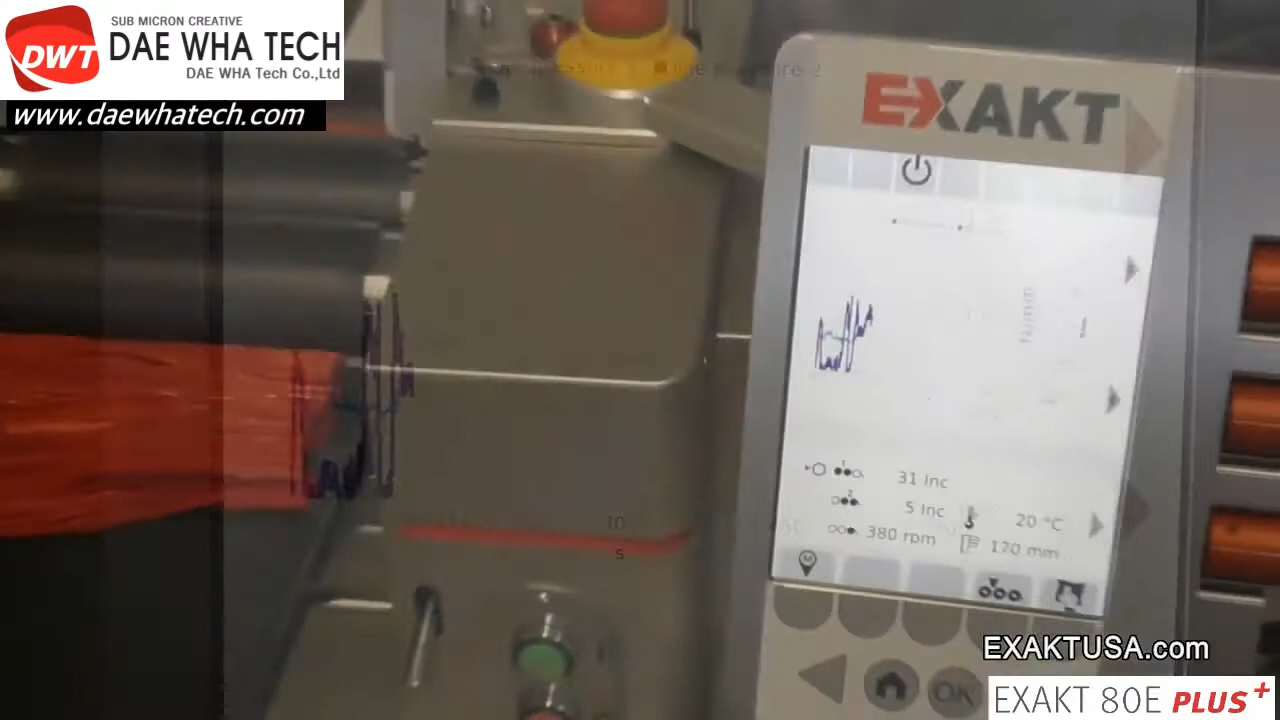 SUB MICRON CREATIVE
DWT
DAE WHA TECH
DAE WHA Tech Co.,Ltd
www.daewhatech.com
EXAKT
N/mm
31 Inc
5 Inc
20 °C
380 rpm
170 mm
10
5
M
OK
EXAKTUSA.com
EXAKT 80E PLUS+